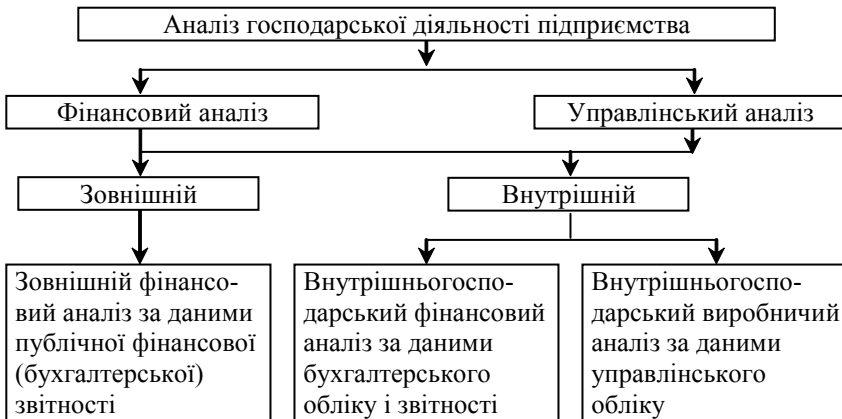 Аналіз господарської діяльності підприємства
Фінансовий аналіз
Управлінський аналіз
Зовнішній
Внутрішній
Зовнішній фінансо-
вий аналіз за даними
публічної фінансової
(бухгалтерської)
звітності
Внутрішньогоспо-
дарський фінансовий
аналіз за даними
бухгалтерського
обліку і звітності
Внутрішньогоспо-
дарський виробничий
аналіз за даними
управлінського
обліку